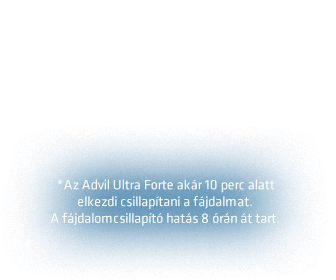 *Az Advil Ultra Forte akár 10 perc alatt
elkezdi csillapítani a fájdalmat.
A fájdalomcsillapító hatás 8 órán át tart.